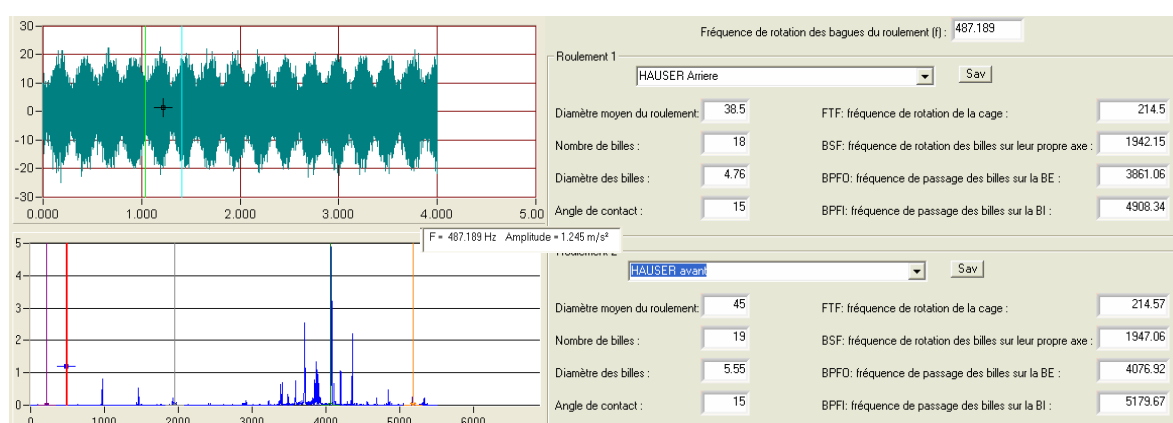 Fréquence de rotation des bagues du roulement (f) : 487.189
30
20
10
0
-10
-20
-30
0.000 1.000 2.000 3.000 4.000 5.00
Roulement 1
HAUSER Arriere Sav
Diamètre moyen du roulement: 38.5 FTF: fréquence de rotation de la cage : 214.5
Nombre de billes : 18 BSF: fréquence de rotation des billes sur leur propre axe : 1942.15
Diamètre des billes : 4.76 BPFO: fréquence de passage des billes sur la BE : 3861.06
Angle de contact : 15 BPFI: fréquence de passage des billes sur la BI : 4908.34
F = 487.189 Hz Amplitude = 1.245 m/s²
5
4
3
2
1
0
0 1000 2000 3000 4000 5000 6000
Roulement 2
HAUSER avant Sav
Diamètre moyen du roulement: 45 FTF: fréquence de rotation de la cage : 214.57
Nombre de billes : 19 BSF: fréquence de rotation des billes sur leur propre axe : 1947.06
Diamètre des billes : 5.55 BPFO: fréquence de passage des billes sur la BE : 4076.92
Angle de contact : 15 BPFI: fréquence de passage des billes sur la BI : 5179.67